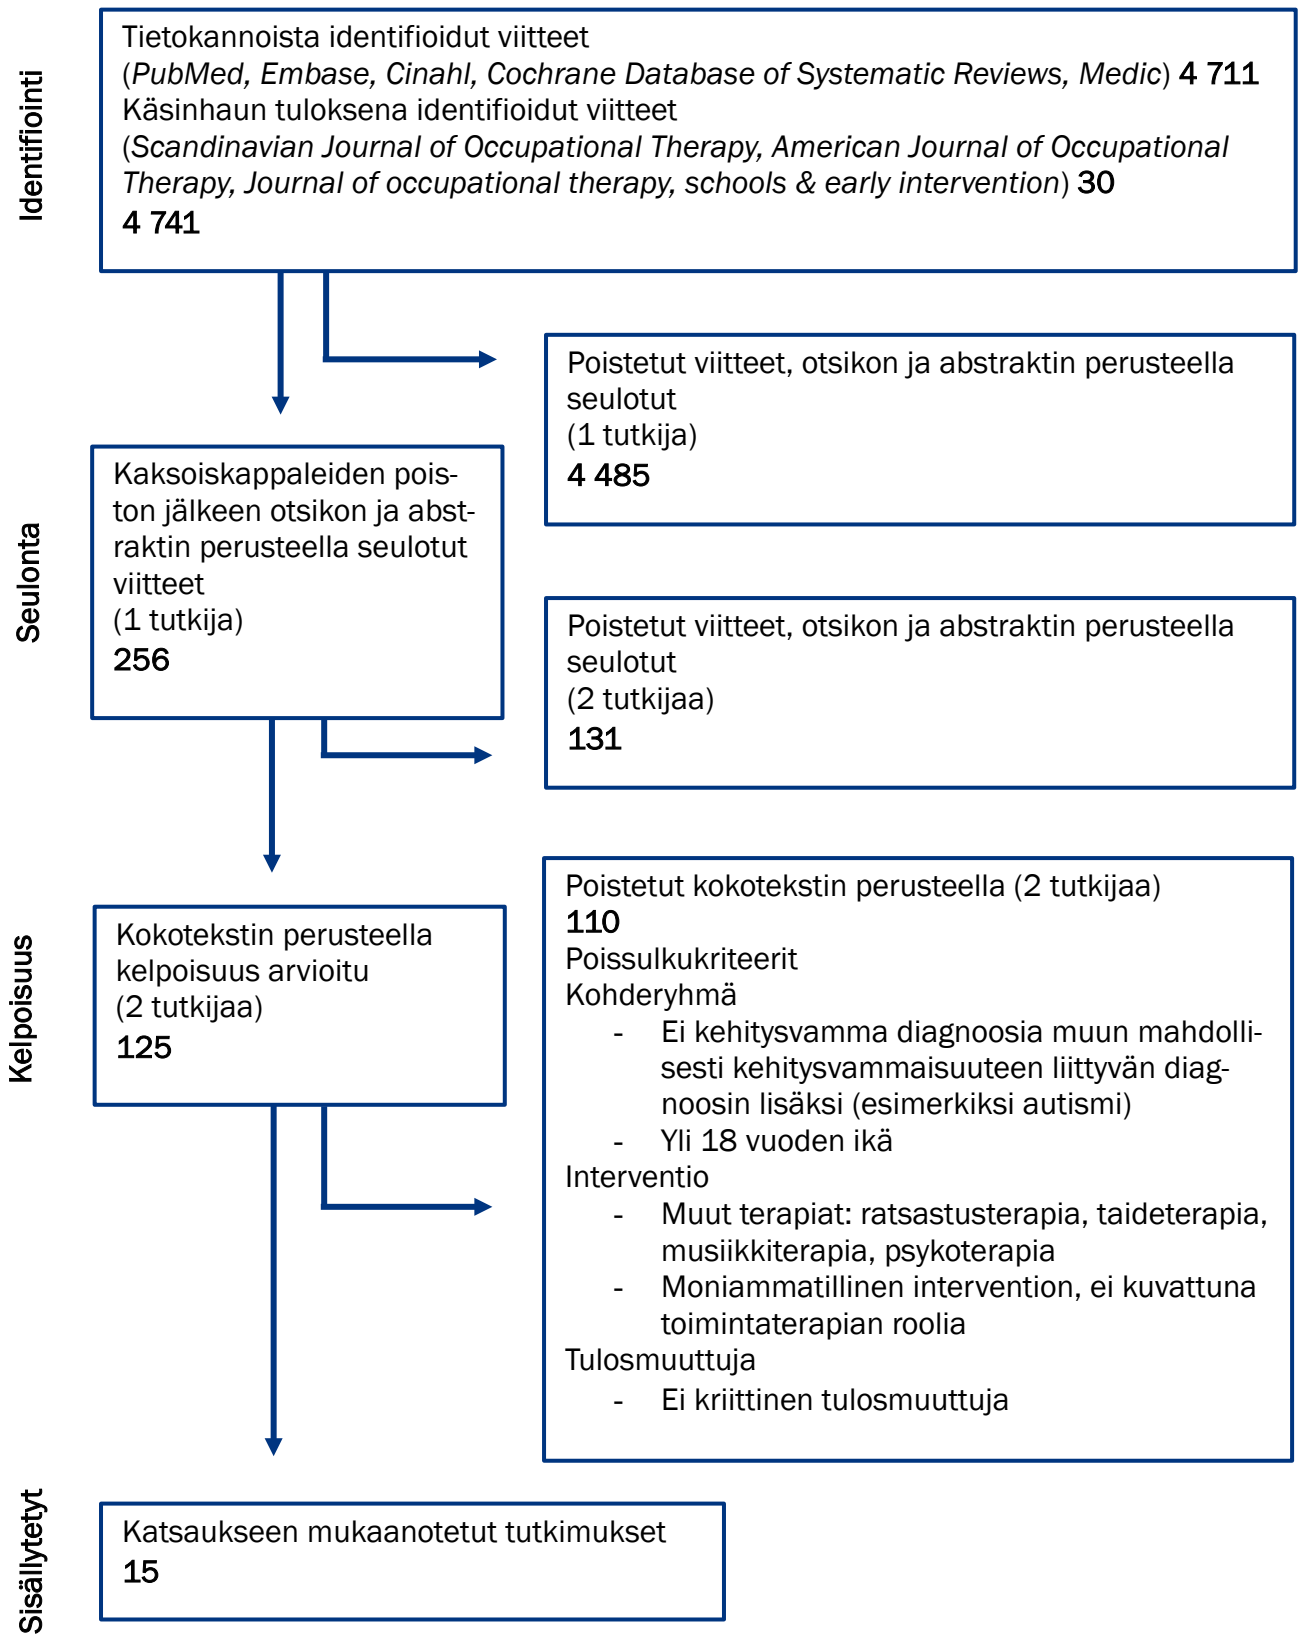 Identifiointi
Tietokannoista identifioidut viitteet
(PubMed, Embase, Cinahl, Cochrane Database of Systematic Reviews, Medic) 4 711
Käsinhaun tuloksena identifioidut viitteet
(Scandinavian Journal of Occupational Therapy, American Journal of Occupational
Therapy, Journal of occupational therapy, schools & early intervention) 30
4 741
Poistetut viitteet, otsikon ja abstraktin perusteella
seulotut
(1 tutkija)
4 485
Seulonta
Kaksoiskappaleiden pois-
ton jälkeen otsikon ja abst-
raktin perusteella seulotut
viitteet
(1 tutkija)
256
Poistetut viitteet, otsikon ja abstraktin perusteella
seulotut
(2 tutkijaa)
131
Kelpoisuus
Kokotekstin perusteella
kelpoisuus arvioitu
(2 tutkijaa)
125
Poistetut kokotekstin perusteella (2 tutkijaa)
110
Poissulkukriteerit
Kohderyhmä
- Ei kehitysvamma diagnoosia muun mahdolli-
sesti kehitysvammaisuuteen liittyvän diag-
noosin lisäksi (esimerkiksi autismi)
- Yli 18 vuoden ikä
Interventio
- Muut terapiat: ratsastusterapia, taideterapia,
musiikkiterapia, psykoterapia
- Moniammatillinen intervention, ei kuvattuna
toimintaterapian roolia
Tulosmuuttuja
- Ei kriittinen tulosmuuttuja
Sisällytetyt
Katsaukseen mukaanotetut tutkimukset
15